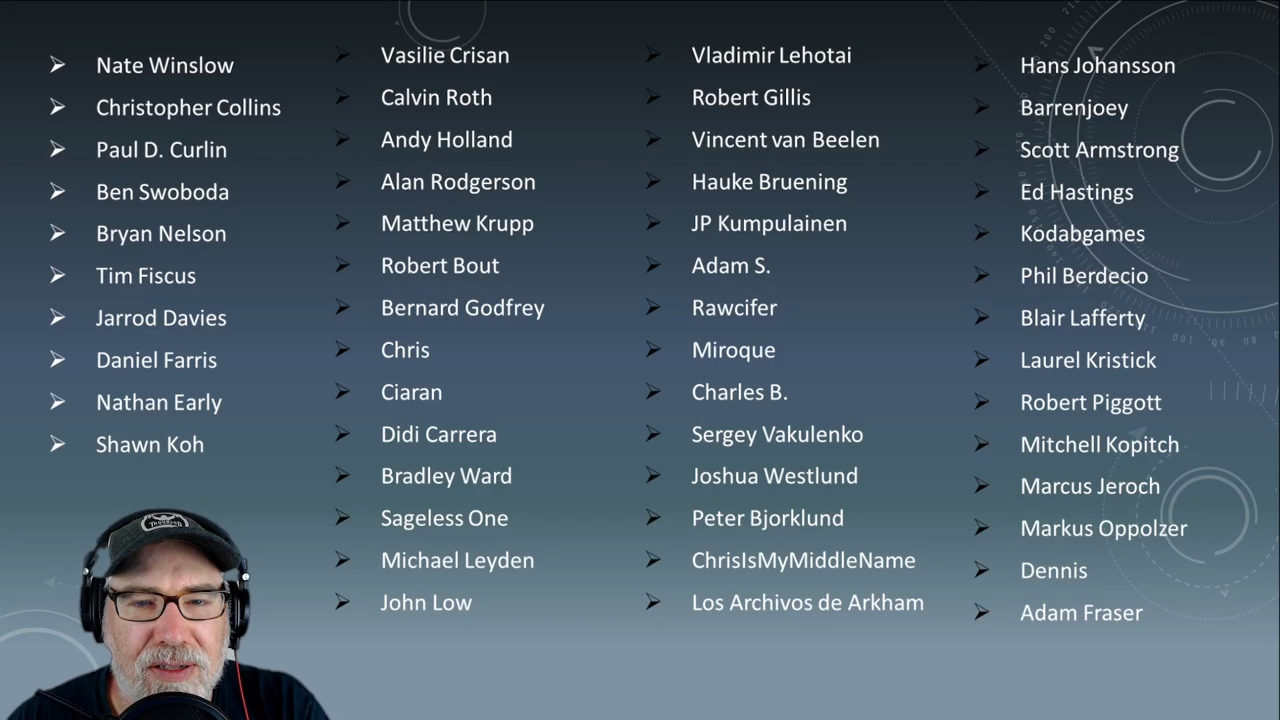 Nate Winslow
Christopher Collins
Paul D. Curlin
Ben Swoboda
Bryan Nelson
Tim Fiscus
Jarrod Davies
Daniel Farris
Nathan Early
Shawn Koh
Vasilie Crisan
Calvin Roth
Andy Holland
Alan Rodgerson
Matthew Krupp
Robert Bout
Bernard Godfrey
Chris
Ciaran
Didi Carrera
Bradley Ward
Sageless One
Michael Leyden
John Low
Vladimir Lehotai
Robert Gillis
Vincent van Beelen
Hauke Bruening
JP Kumpulainen
Adam S.
Rawcifer
Miroque
Charles B.
Sergey Vakulenko
Joshua Westlund
Peter Bjorklund
ChrisIsMyMiddleName
Los Archivos de Arkham
Hans Johansson
Barrenjoey
Scott Armstrong
Ed Hastings
Kodabgames
Phil Berdecio
Blair Lafferty
Laurel Kristick
Robert Piggott
Mitchell Kopitch
Marcus Jeroch
Markus Oppolzer
Dennis
Adam Fraser